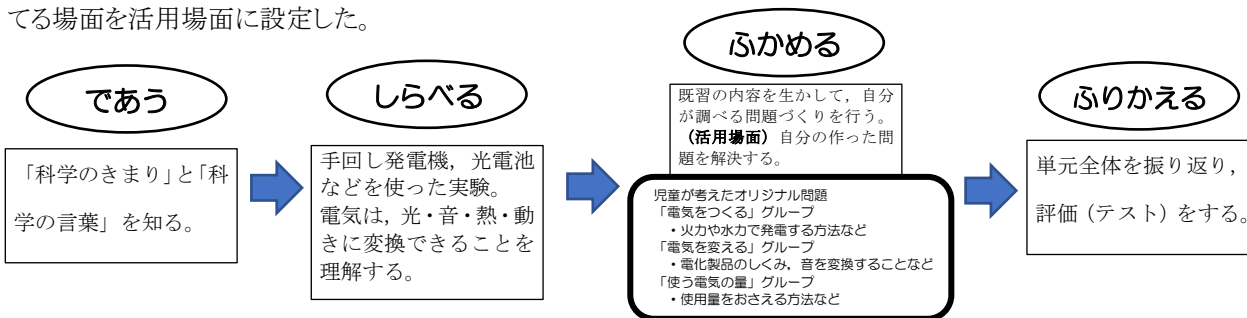 てる場面を活用場面に設定した。
であう
「科学のきまり」と「科
学の言葉」を知る。
しらべる
手回し発電機，光電池
などを使った実験。
電気は，光・音・熱・動
きに変換できることを
理解する。
ふかめる
既習の内容を生かして，自分
が調べる問題づくりを行う。
（活用場面）自分の作った問
題を解決する。
児童が考えたオリジナル問題
「電気をつくる」グループ
・火力や水力で発電する方法など
「電気を変える」グループ
・電化製品のしくみ，音を変換することなど
「使う電気の量」グループ
・使用量をおさえる方法など
ふりかえる
単元全体を振り返り，
評価（テスト）をする。